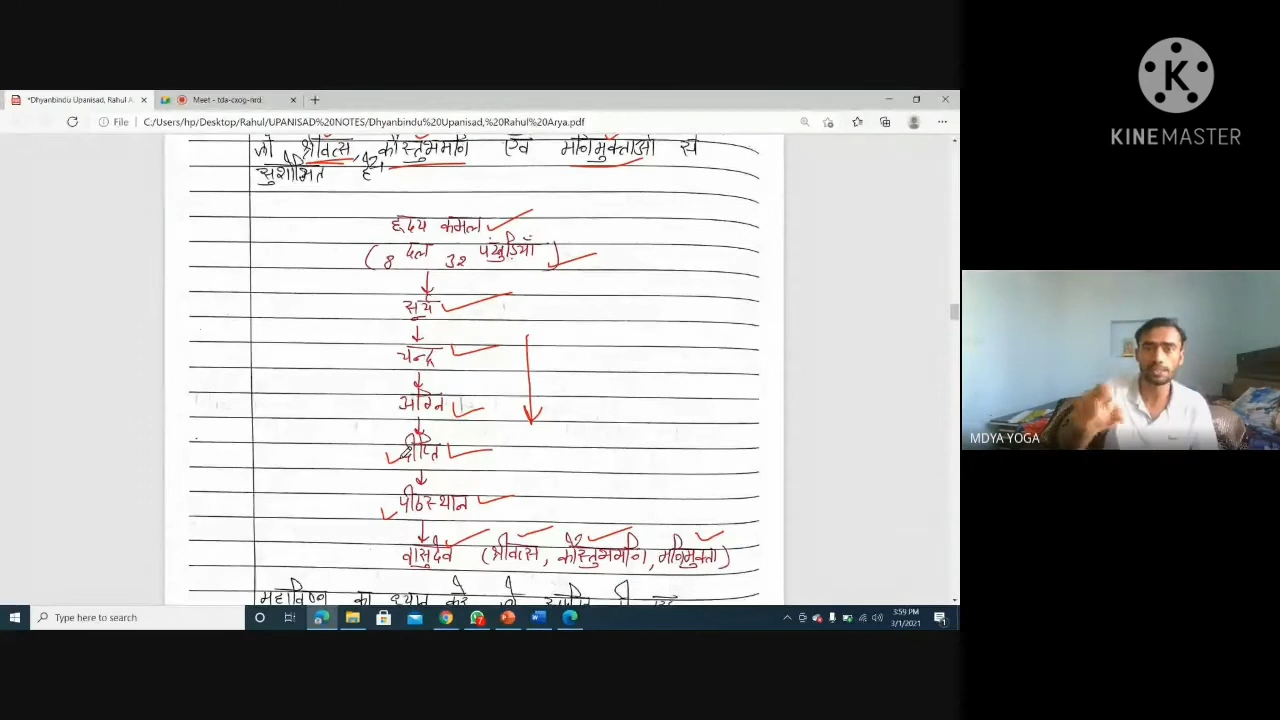 KINEMASTER
*Dhyanbindu Upanisad, Rahul A
Meet - tda-cxog-nrd
File
C:/Users/hp/Desktop/Rahul/UPANISAD%20NOTES/Dhyanbindu%20Upanisad,%20Rahul%20Arya.pdf
जो श्रीवत्स, कौस्तुभमणि एवं मणिमुक्ताओं से
सुशोभित है।
हृदय कमल
(8 दल 32 पंखुड़ियाँ)
सूर्य
चन्द्र
अग्नि
दीप्ति
पीठस्थान
वासुदेव (श्रीवत्स, कौस्तुभमणि, मणिमुक्ता)
महाविष्णु का ध्यान करें
MDYA YOGA
Type here to search
3:59 PM
3/1/2021